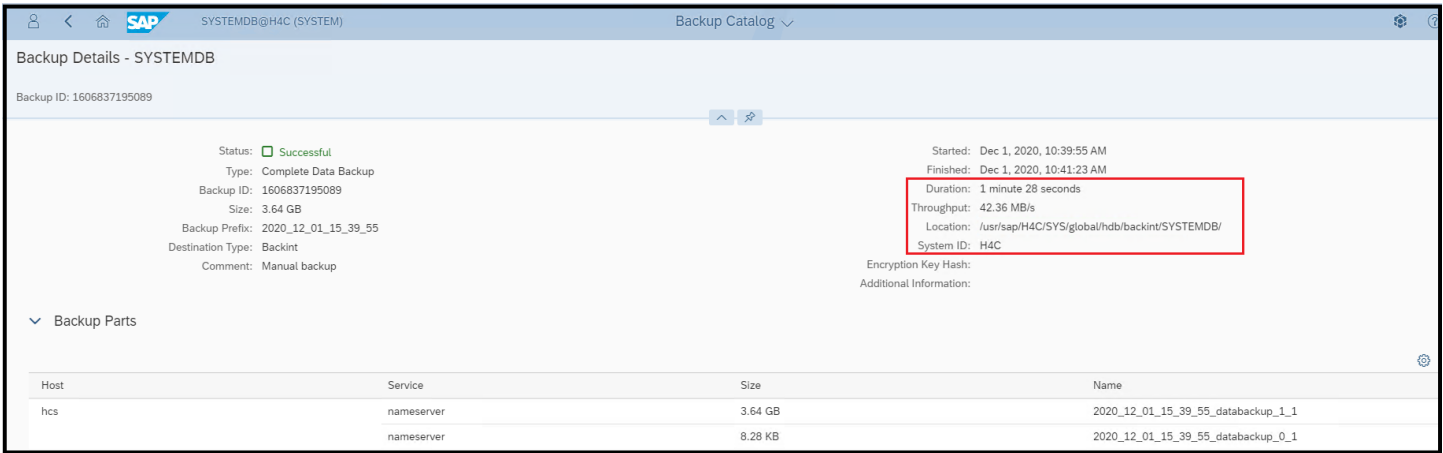 SAP SYSTEMDB@H4C (SYSTEM) Backup Catalog
Backup Details - SYSTEMDB
Backup ID: 1606837195089
Status: Successful
Type: Complete Data Backup
Backup ID: 1606837195089
Size: 3.64 GB
Backup Prefix: 2020_12_01_15_39_55
Destination Type: Backint
Comment: Manual backup
Started: Dec 1, 2020, 10:39:55 AM
Finished: Dec 1, 2020, 10:41:23 AM
Duration: 1 minute 28 seconds
Throughput: 42.36 MB/s
Location: /usr/sap/H4C/SYS/global/hdb/backint/SYSTEMDB/
System ID: H4C
Encryption Key Hash:
Additional Information:
Backup Parts
Host Service Size Name
hcs nameserver 3.64 GB 2020_12_01_15_39_55_databackup_1_1
nameserver 8.28 KB 2020_12_01_15_39_55_databackup_0_1